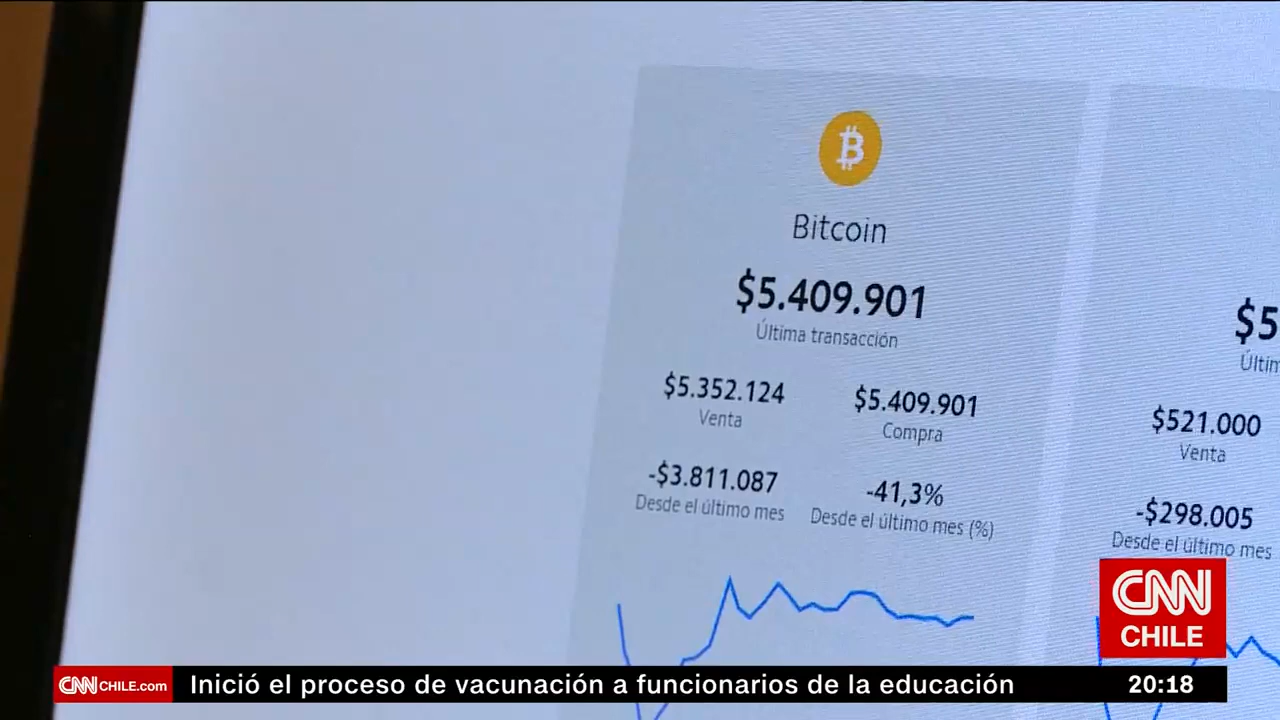 Bitcoin
$5.409.901
Última transacción
$5.352.124
Venta
$5.409.901
Compra
-$3.811.087
Desde el último mes
-41,3%
Desde el último mes (%)
$5
Últim
$521.000
Venta
-$298.005
Desde el último mes
CNN
CHILE
CNNCHILE.com
Inició el proceso de vacunación a funcionarios de la educación
20:18